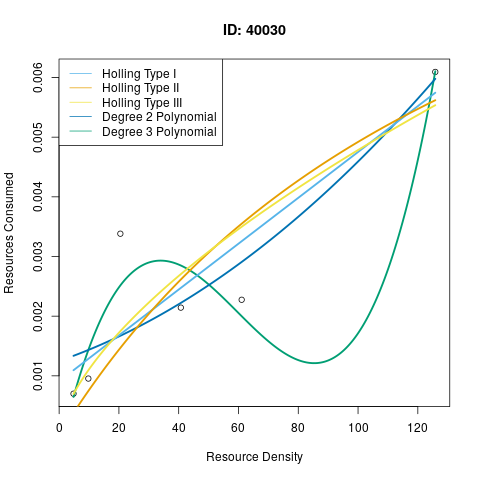 ID: 40030
Holling Type I
Holling Type II
Holling Type III
Degree 2 Polynomial
Degree 3 Polynomial
Resources Consumed
0.006
0.005
0.004
0.003
0.002
0.001
0 20 40 60 80 100 120
Resource Density